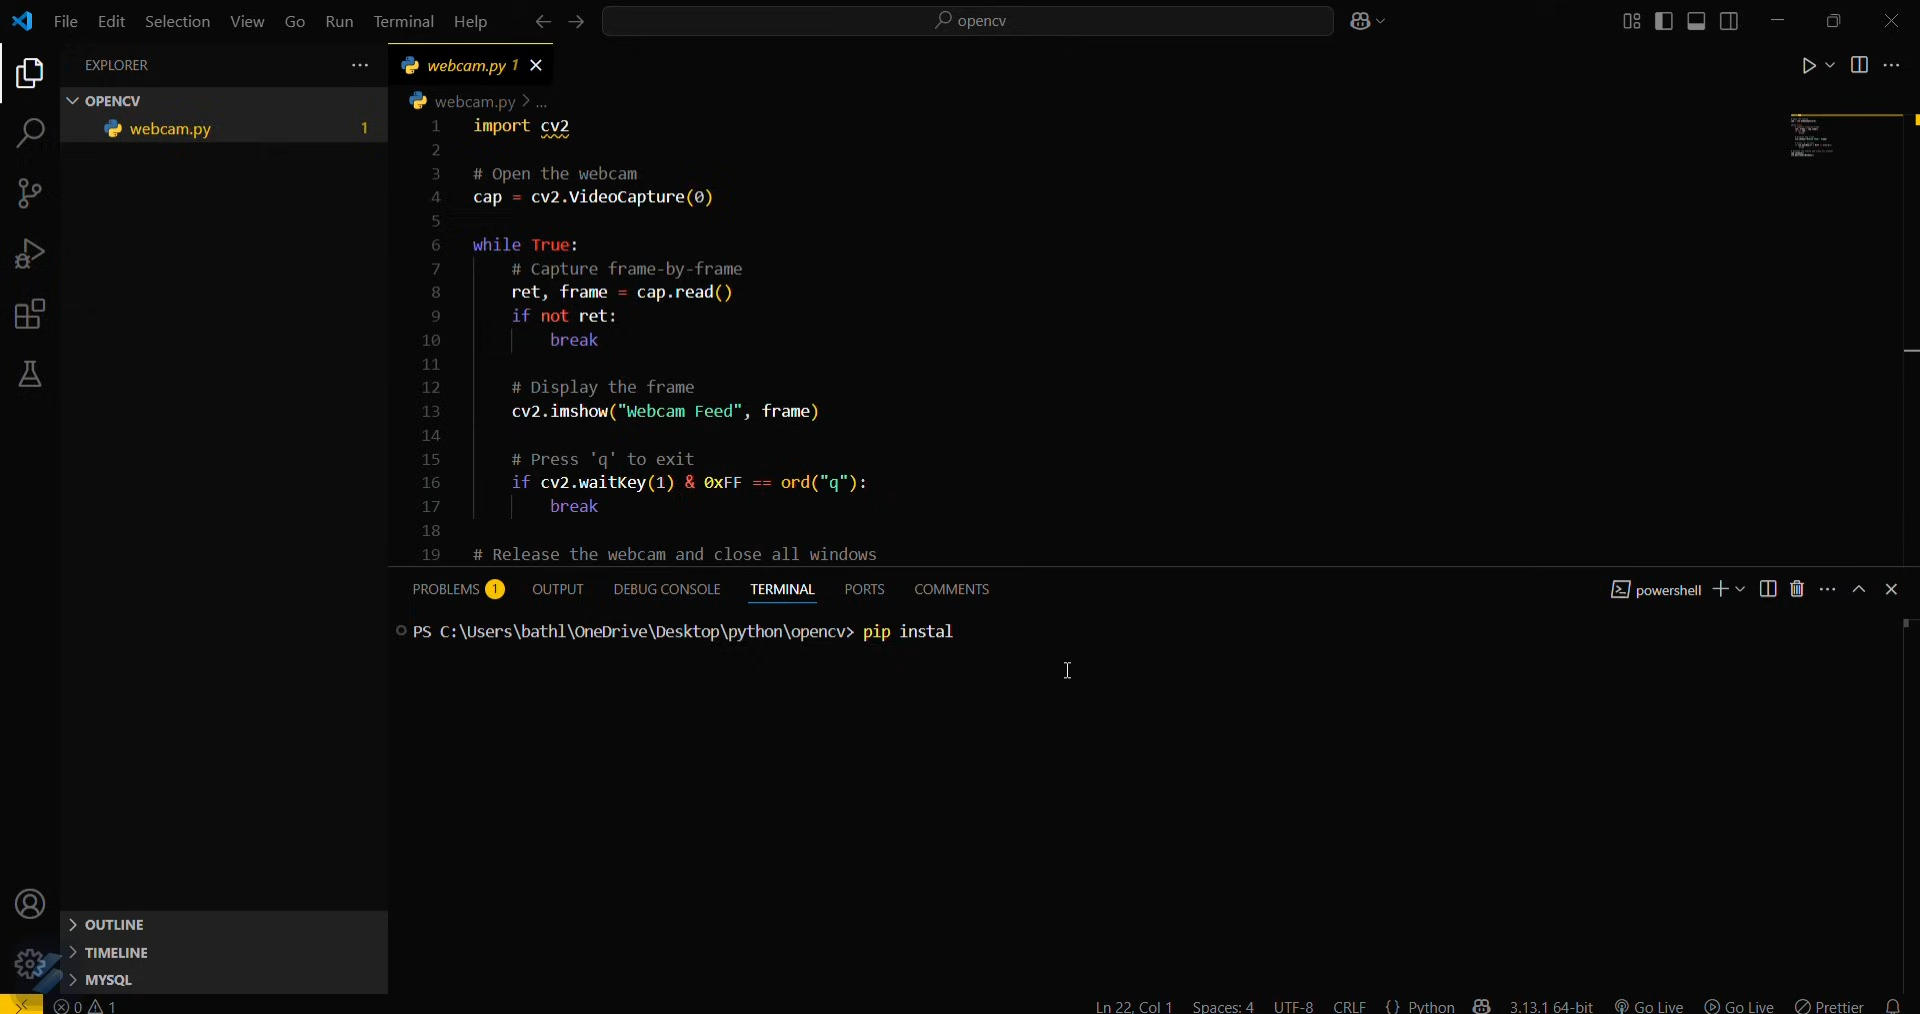 File Edit Selection View Go Run Terminal Help opencv
EXPLORER
OPENCV
webcam.py 1
webcam.py 1
webcam.py > ...
1 import cv2
2
3 # Open the webcam
4 cap = cv2.VideoCapture(0)
5
6 while True:
7 # Capture frame-by-frame
8 ret, frame = cap.read()
9 if not ret:
10 break
11
12 # Display the frame
13 cv2.imshow("Webcam Feed", frame)
14
15 # Press 'q' to exit
16 if cv2.waitKey(1) & 0xFF == ord("q"):
17 break
18
19 # Release the webcam and close all windows
PROBLEMS 1 OUTPUT DEBUG CONSOLE TERMINAL PORTS COMMENTS powershell
PS C:\Users\bathl\OneDrive\Desktop\python\opencv> pip instal
OUTLINE
TIMELINE
MYSQL
0 1 Ln 22, Col 1 Spaces: 4 UTF-8 CRLF {} Python 3.13.1 64-bit Go Live Go Live Prettier